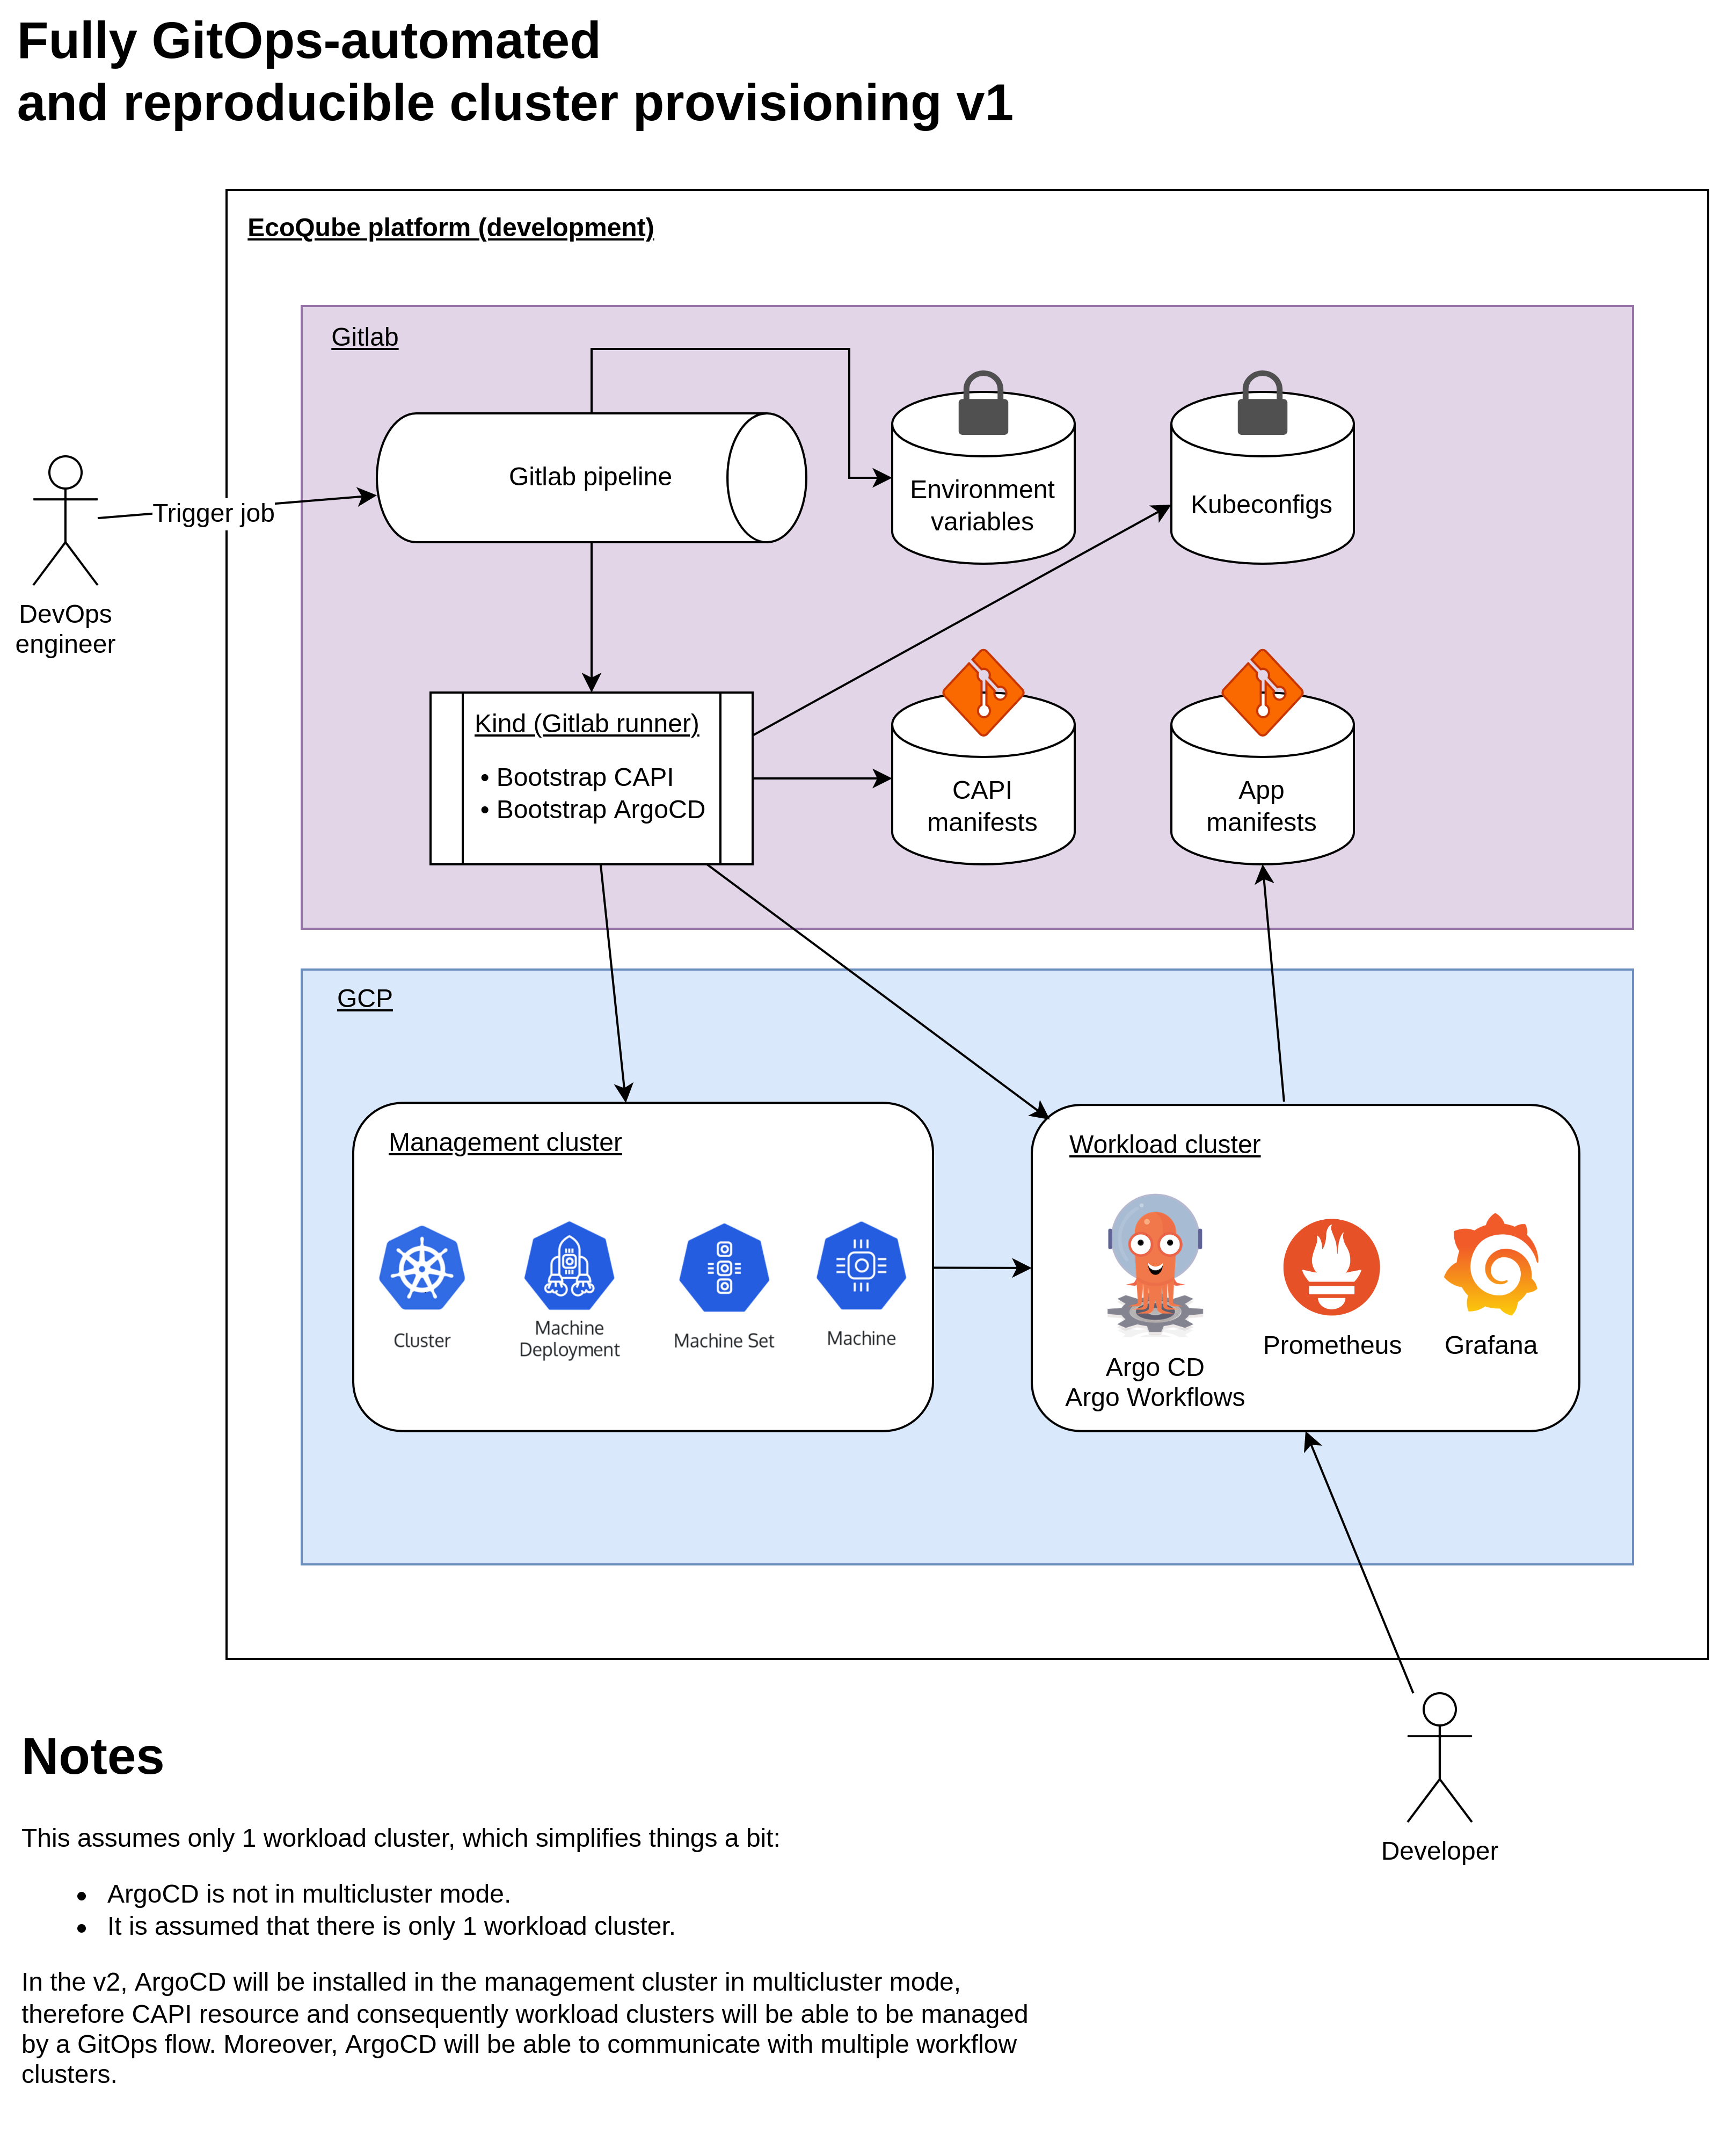 Fully GitOps-automated
and reproducible cluster provisioning v1
EcoQube platform (development)
Gitlab
Gitlab pipeline
Environment
variables
Kubeconfigs
Trigger job
DevOps
engineer
Kind (Gitlab runner)
• Bootstrap CAPI
• Bootstrap ArgoCD
CAPI
manifests
App
manifests
GCP
Management cluster
Cluster
Machine
Deployment
Machine Set
Machine
Workload cluster
Argo CD
Argo Workflows
Prometheus
Grafana
Developer
Notes
This assumes only 1 workload cluster, which simplifies things a bit:
• ArgoCD is not in multicluster mode.
• It is assumed that there is only 1 workload cluster.
In the v2, ArgoCD will be installed in the management cluster in multicluster mode,
therefore CAPI resource and consequently workload clusters will be able to be managed
by a GitOps flow. Moreover, ArgoCD will be able to communicate with multiple workflow
clusters.